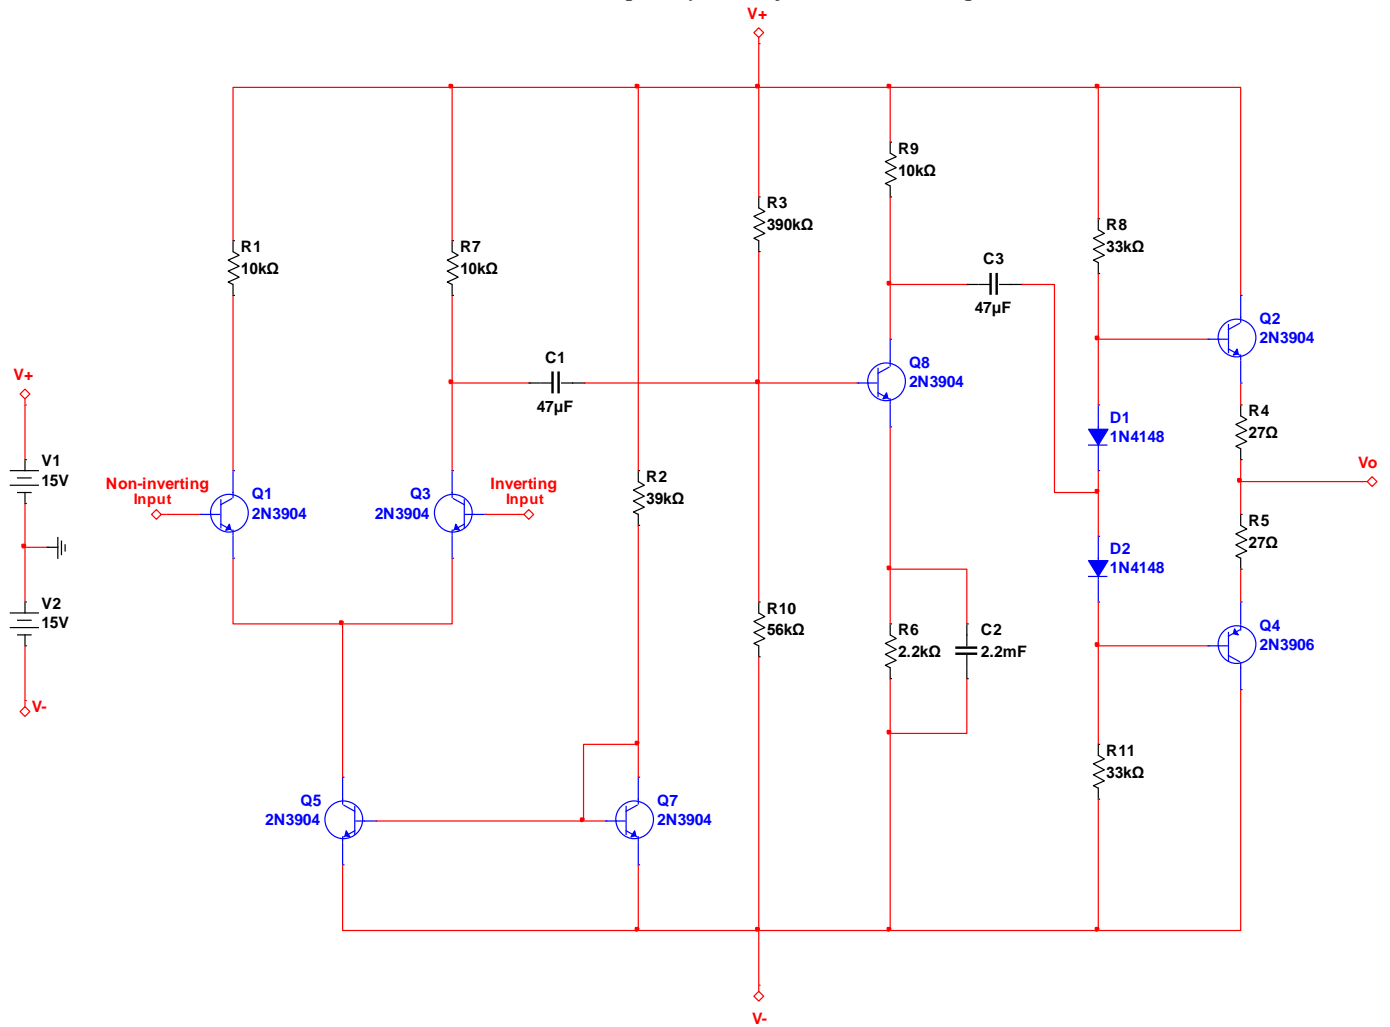 V+
R9
10kΩ
R3
390kΩ
R1
10kΩ
R7
10kΩ
R8
33kΩ
C3
47µF
Q2
2N3904
C1
47µF
Q8
2N3904
V+
D1
1N4148
R4
27Ω
V1
15V
Non-inverting
Input
Q1
2N3904
Q3
2N3904
Inverting
Input
R2
39kΩ
Vo
R5
27Ω
D2
1N4148
V2
15V
R10
56kΩ
R6
2.2kΩ
C2
2.2mF
Q4
2N3906
V-
R11
33kΩ
Q5
2N3904
Q7
2N3904
V-